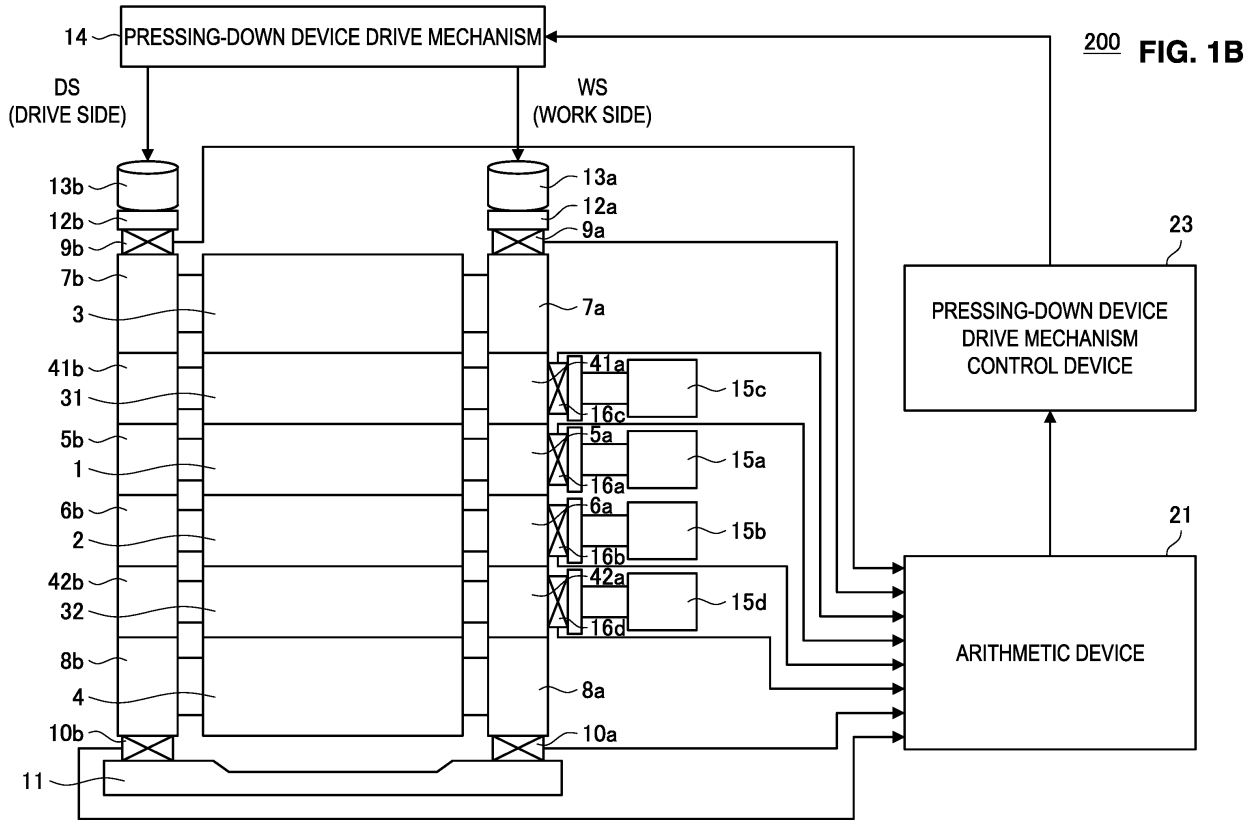 14
PRESSING-DOWN DEVICE DRIVE MECHANISM
200
FIG. 1B
DS
(DRIVE SIDE)
WS
(WORK SIDE)
13b
13a
12b
12a
9b
9a
7b
7a
3
23
PRESSING-DOWN DEVICE
DRIVE MECHANISM
CONTROL DEVICE
41b
41a
31
15c
16c
5b
5a
1
15a
16a
6b
6a
2
15b
16b
21
42b
42a
32
15d
16d
ARITHMETIC DEVICE
8b
8a
4
10b
10a
11